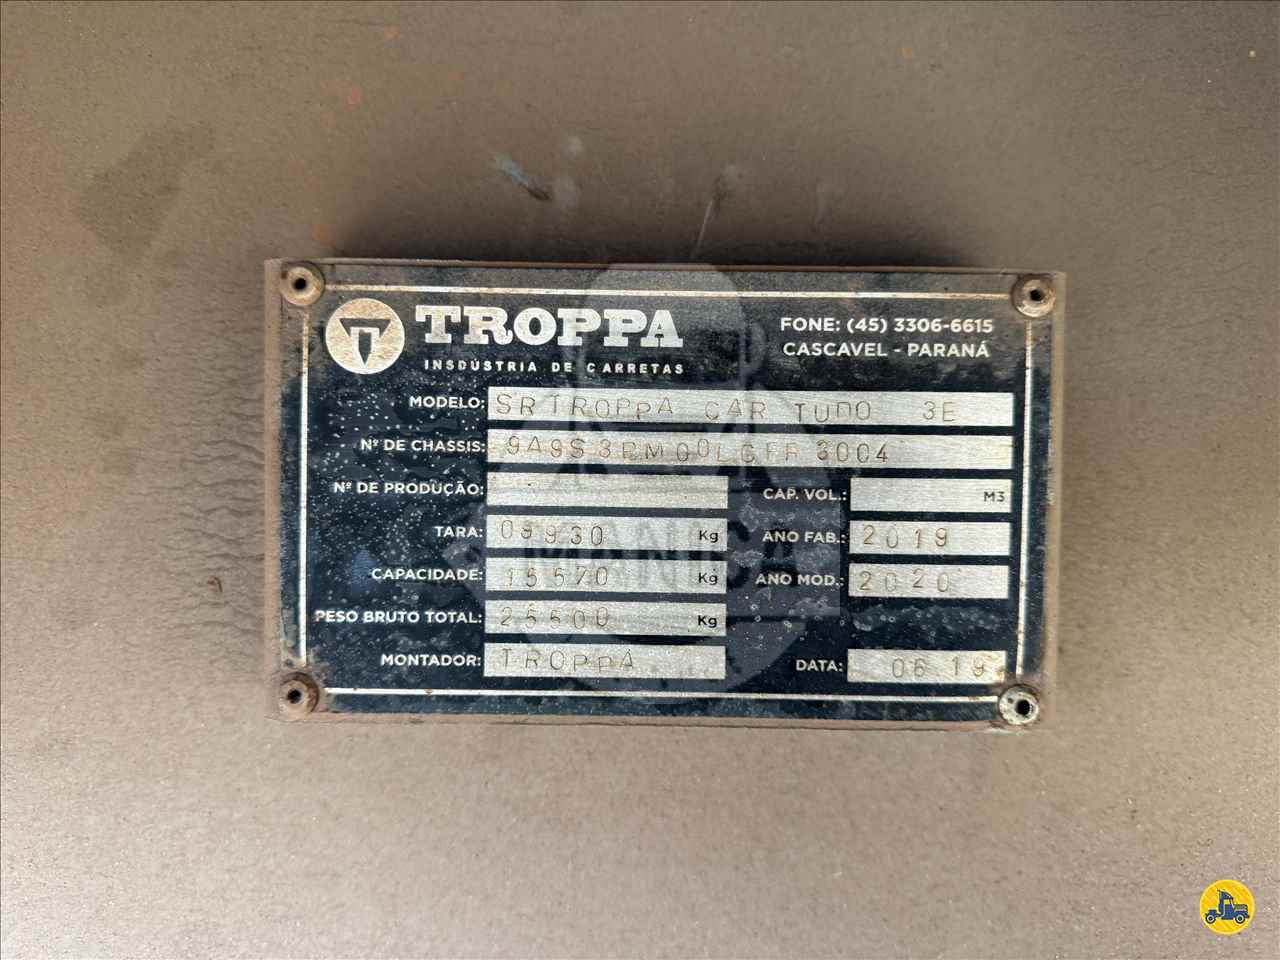 TROPPA
INSDÚSTRIA DE CARRETAS
FONE: (45) 3306-6615
CASCAVEL - PARANÁ
MODELO: SR TROPPA CAR TUDO 3E
Nº DE CHASSIS:
Nº DE PRODUÇÃO:
CAP. VOL.: M3
TARA: 09930 Kg
ANO FAB.: 2019
CAPACIDADE: 15570 Kg
ANO MOD.: 2020
PESO BRUTO TOTAL: 25500 Kg
MONTADOR: TROPPA
DATA: 06 19